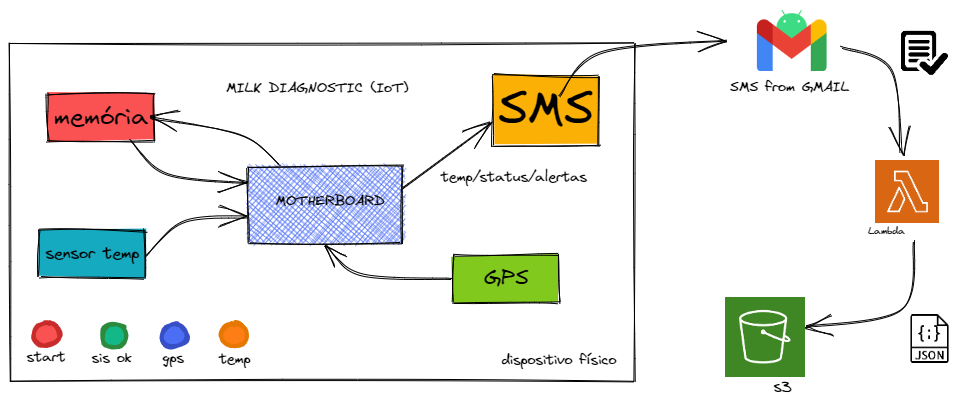 MILK DIAGNOSTIC (IoT)
memória
SMS
SMS from GMAIL
temp/status/alertas
MOTHERBOARD
Lambda
sensor temp
GPS
start
sis ok
gps
temp
dispositivo físico
{;}
JSON
s3